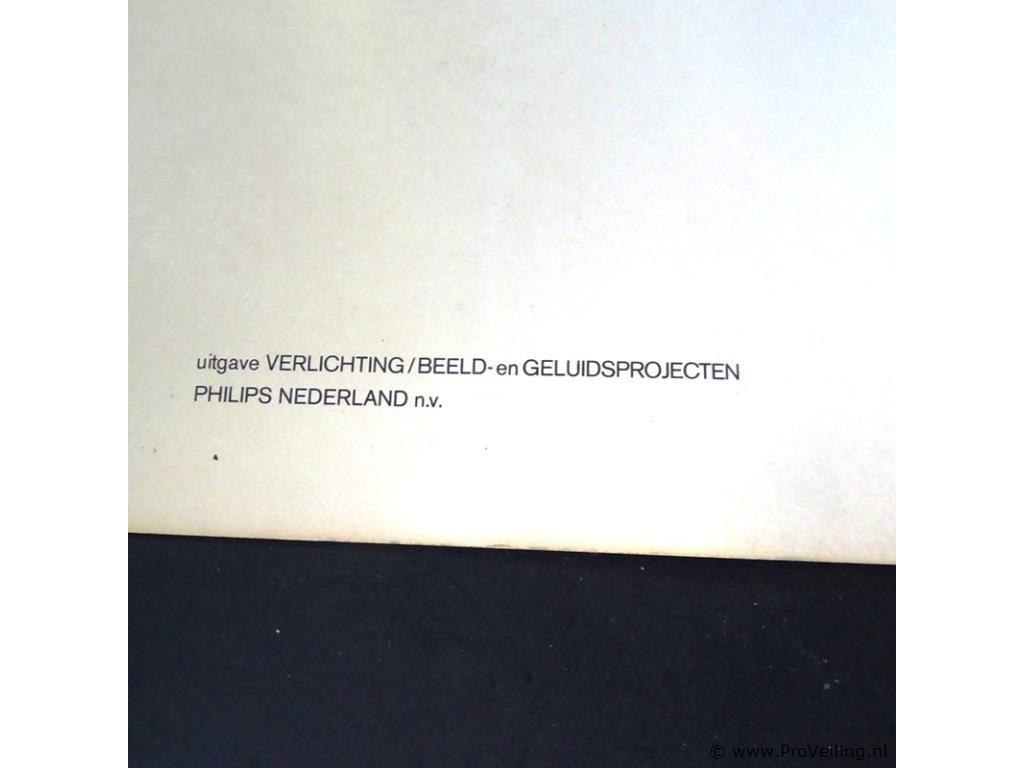 uitgave VERLICHTING/BEELD- en GELUIDSPROJECTEN
PHILIPS NEDERLAND n.v.
© www.ProVeiling.nl